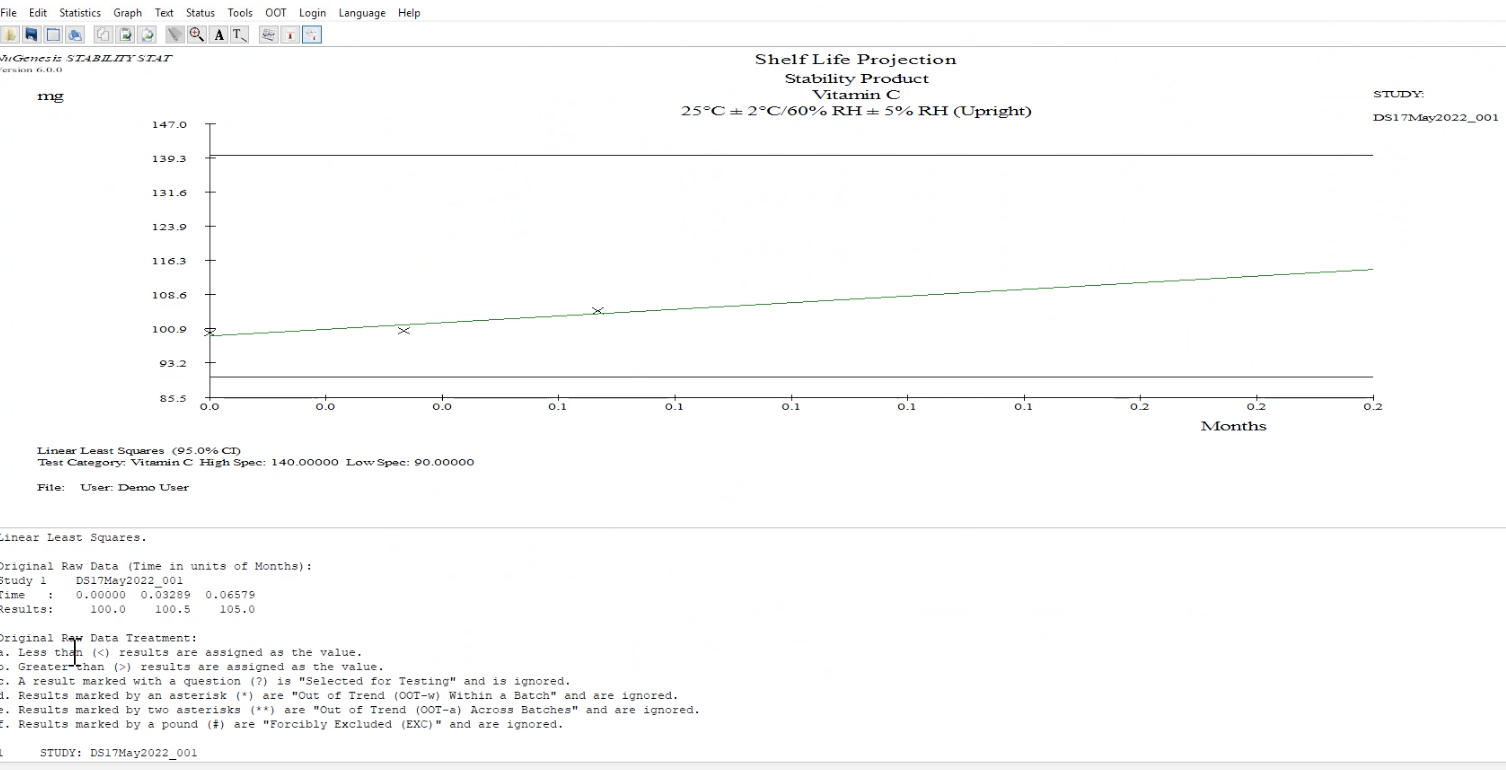 File Edit Statistics Graph Text Status Tools OOT Login Language Help
NuGenesis STABILITY STAT
Version 6.0.0
Shelf Life Projection
Stability Product
Vitamin C
25°C ± 2°C/60% RH ± 5% RH (Upright)
mg
STUDY:
DS17May2022_001
147.0
139.3
131.6
123.9
116.3
108.6
100.9
93.2
85.5
0.0 0.0 0.0 0.1 0.1 0.1 0.1 0.1 0.2 0.2 0.2
Months
Linear Least Squares (95.0% CI)
Test Category: Vitamin C High Spec: 140.00000 Low Spec: 90.00000
File: User: Demo User
Linear Least Squares.
Original Raw Data (Time in units of Months):
Study 1 DS17May2022_001
Time : 0.00000 0.03289 0.06579
Results: 100.0 100.5 105.0
Original Raw Data Treatment:
a. Less than (<) results are assigned as the value.
b. Greater than (>) results are assigned as the value.
c. A result marked with a question (?) is "Selected for Testing" and is ignored.
d. Results marked by an asterisk (*) are "Out of Trend (OOT-w) Within a Batch" and are ignored.
e. Results marked by two asterisks (**) are "Out of Trend (OOT-a) Across Batches" and are ignored.
f. Results marked by a pound (#) are "Forcibly Excluded (EXC)" and are ignored.
1 STUDY: DS17May2022_001